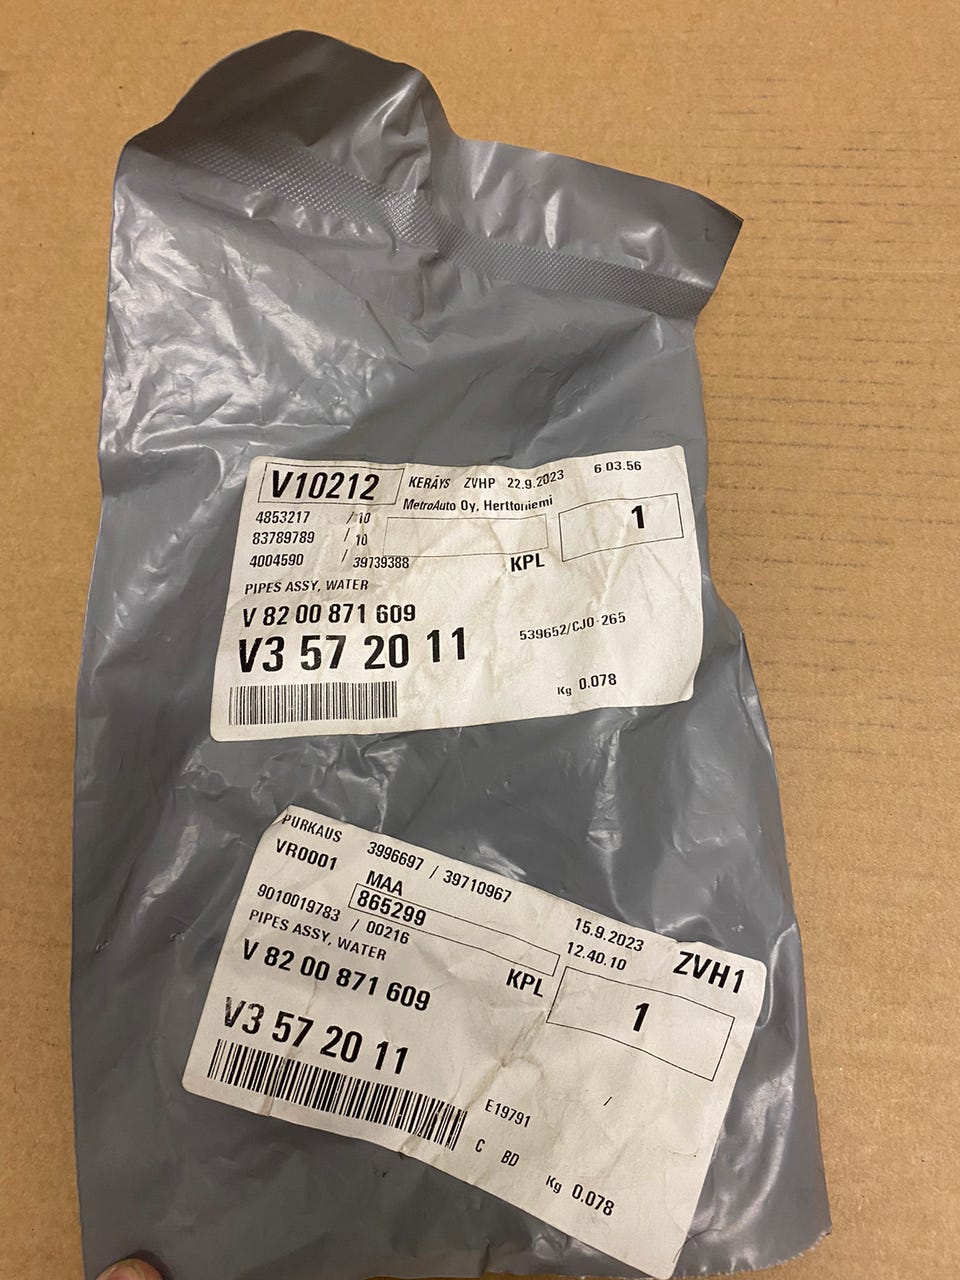 V10212 KERÄYS ZVHP 22.9.2023 6.03.56
MetroAuto Oy, Herttoniemi
4853217 / 10
83789789 / 10
4004590 / 39739388
1
KPL
PIPES ASSY, WATER
V 82 00 871 609
V3 57 20 11
539652/CJO-265
Kg 0.078
PURKAUS 3996697 / 39710967
VR0001 MAA
865299
9010019783 / 00216
15.9.2023
12.40.10
ZVH1
PIPES ASSY, WATER
KPL
1
V 82 00 871 609
V3 57 20 11
/
E19791
C BD
Kg 0.078